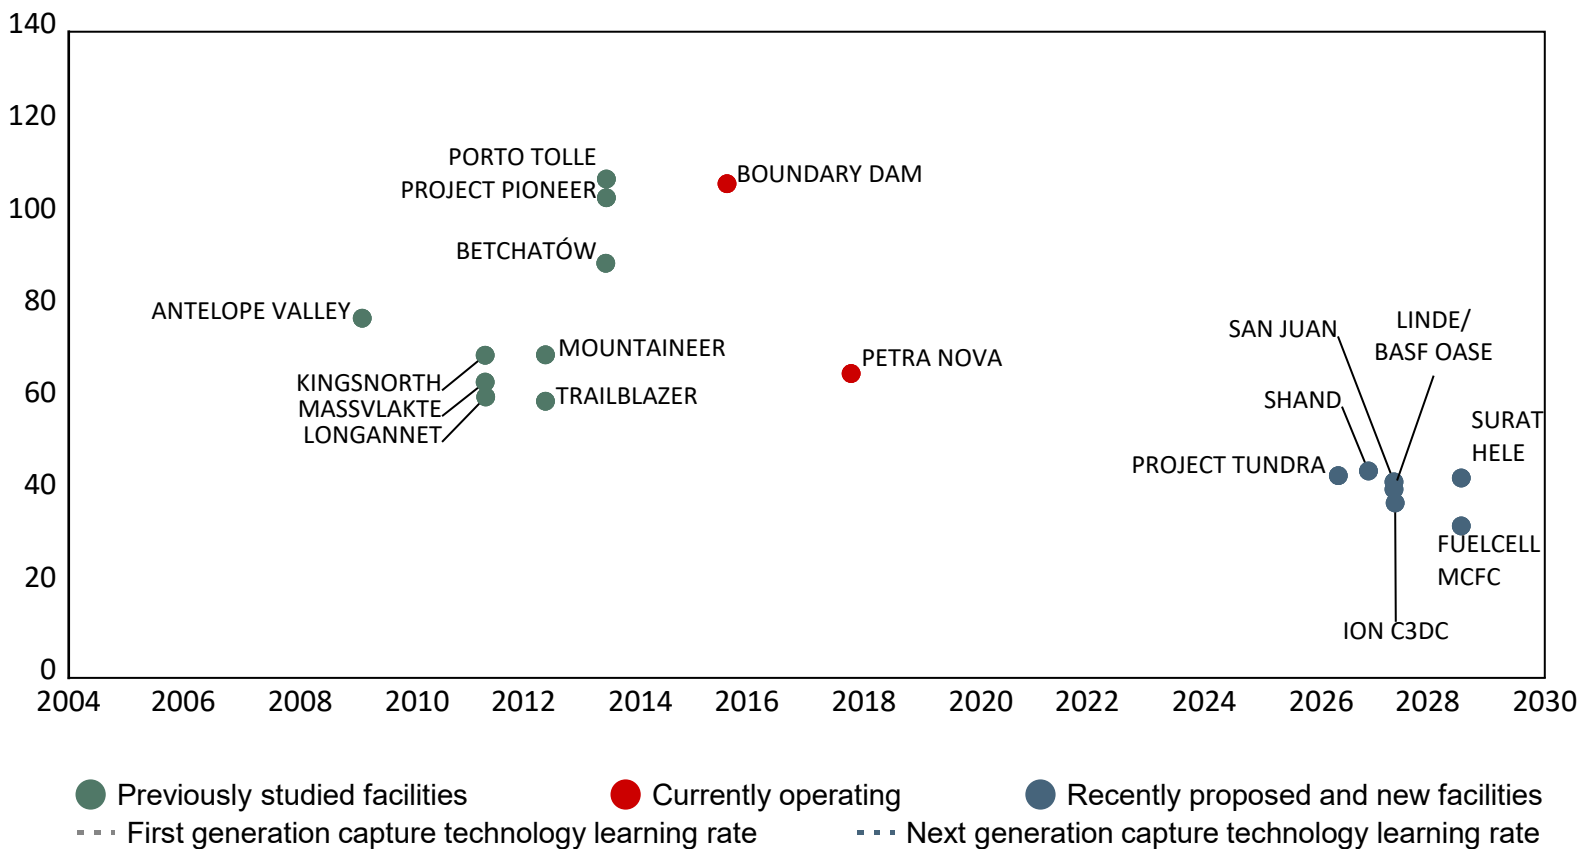 140
120
100
80
60
40
20
0
PORTO TOLLE
PROJECT PIONEER
BETCHATÓW
ANTELOPE VALLEY
KINGSNORTH
MASSVLAKTE
LONGANNET
MOUNTAINEER
TRAILBLAZER
BOUNDARY DAM
PETRA NOVA
SAN JUAN
LINDE/
BASF OASE
SHAND
PROJECT TUNDRA
SURAT
HELE
FUELCELL
MCFC
ION C3DC
2004 2006 2008 2010 2012 2014 2016 2018 2020 2022 2024 2026 2028 2030
Previously studied facilities
Currently operating
Recently proposed and new facilities
First generation capture technology learning rate
Next generation capture technology learning rate